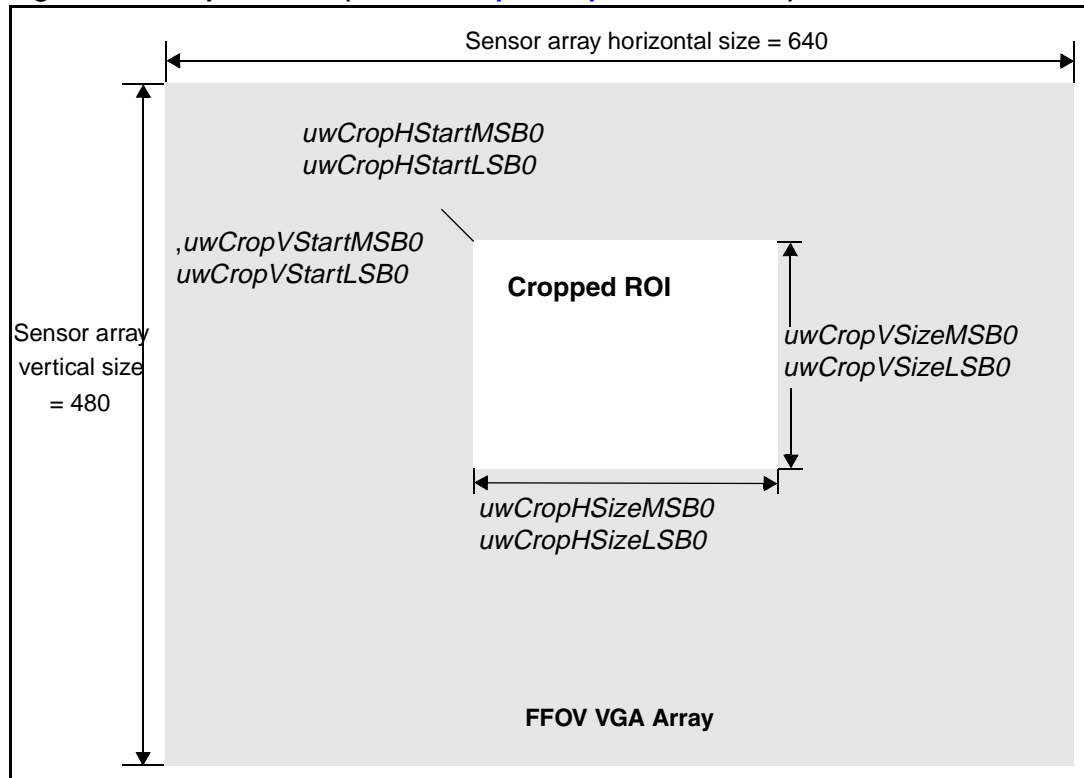 Sensor array horizontal size = 640
uwCropHStartMSB0
uwCropHStartLSB0
,uwCropVStartMSB0
uwCropVStartLSB0
Cropped ROI
Sensor array
vertical size
= 480
uwCropVSizeMSB0
uwCropVSizeLSB0
uwCropHSizeMSB0
uwCropHSizeLSB0
FFOV VGA Array